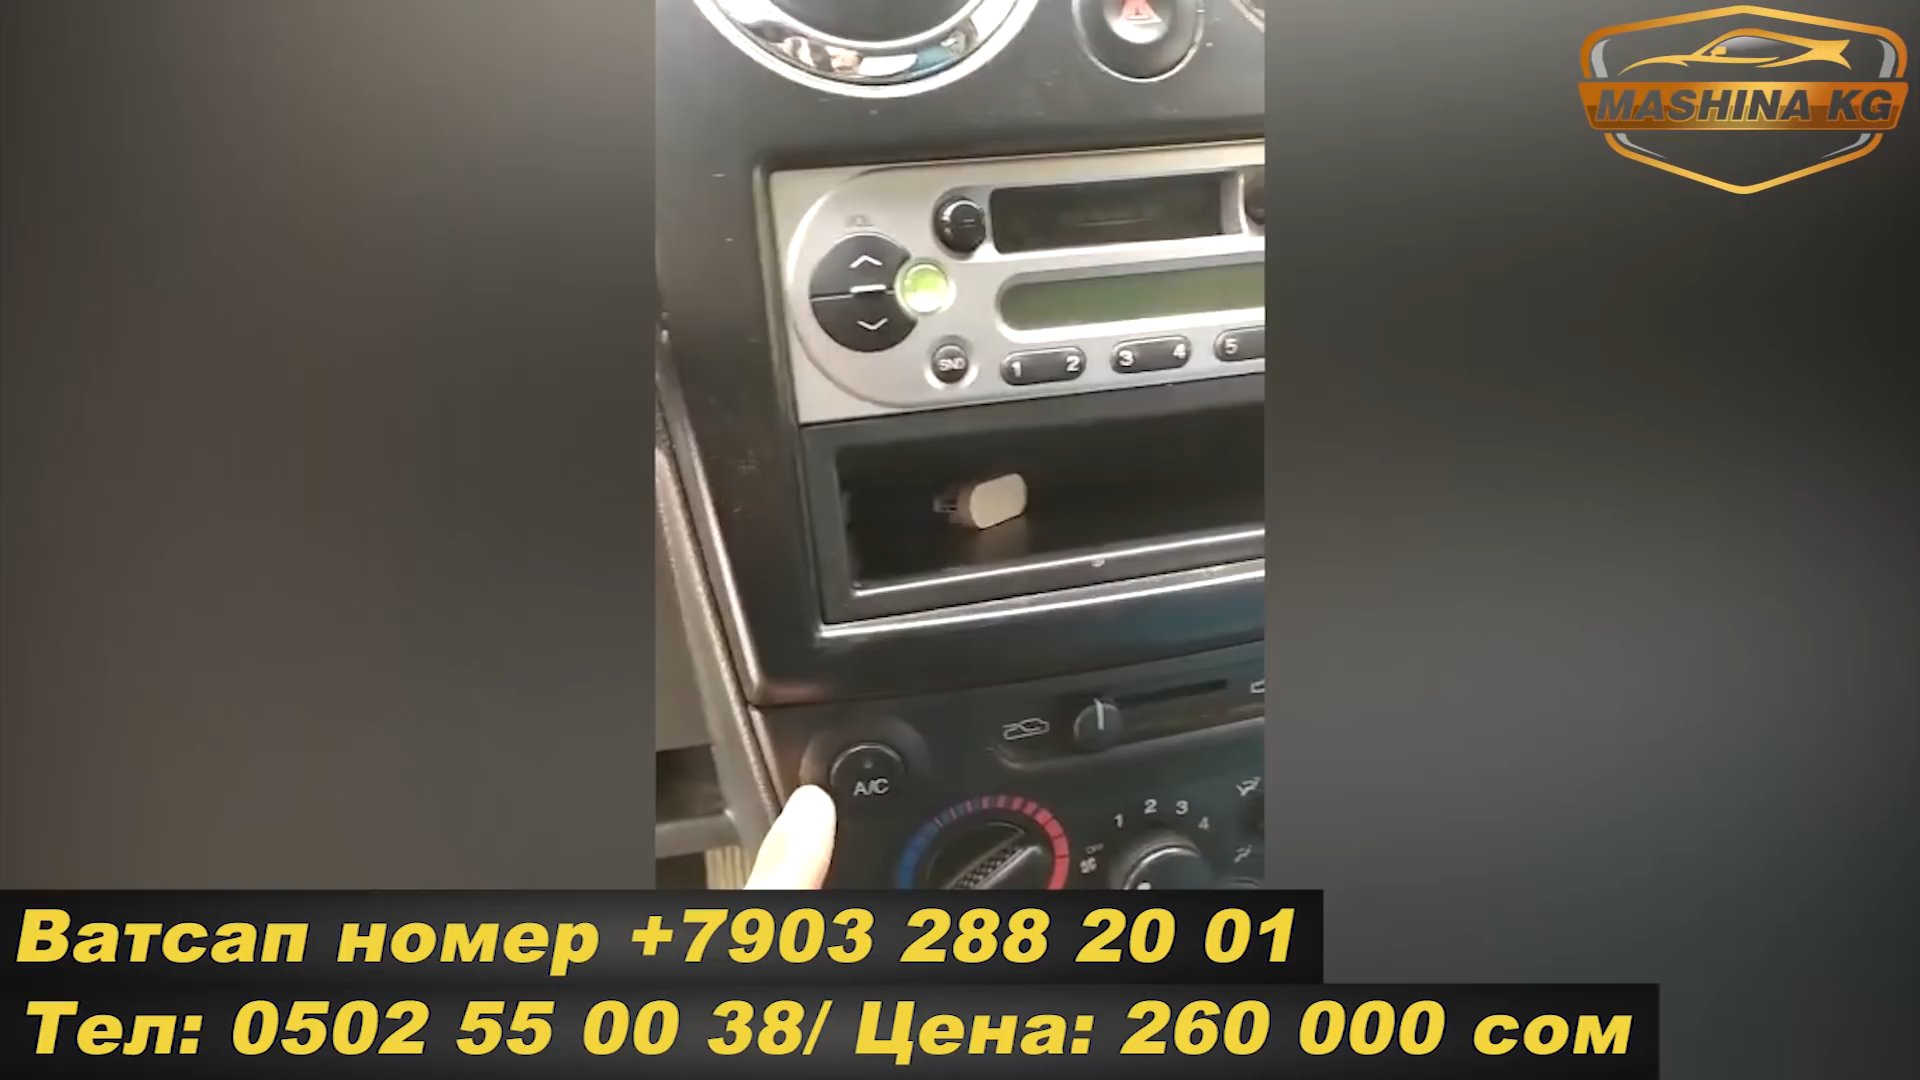 MASHINA KG
VOL
SND
1 2
3 4
5
A/C
1 2 3 4
OFF
Ватсап номер +7903 288 20 01
Тел: 0502 55 00 38/ Цена: 260 000 сом